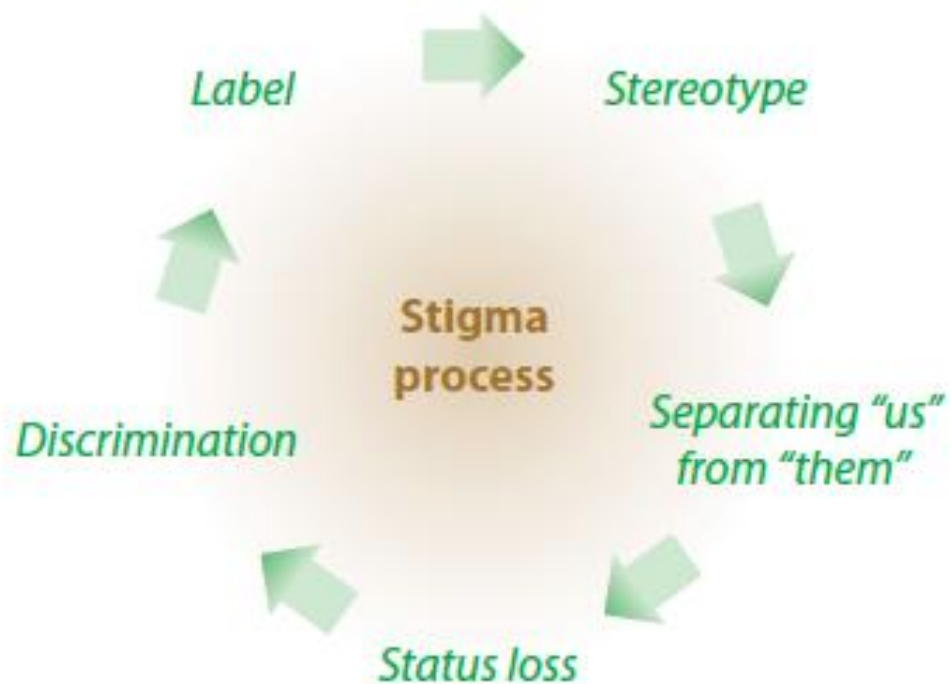 Label
Stereotype
Stigma
process
Separating “us”
from “them”
Discrimination
Status loss